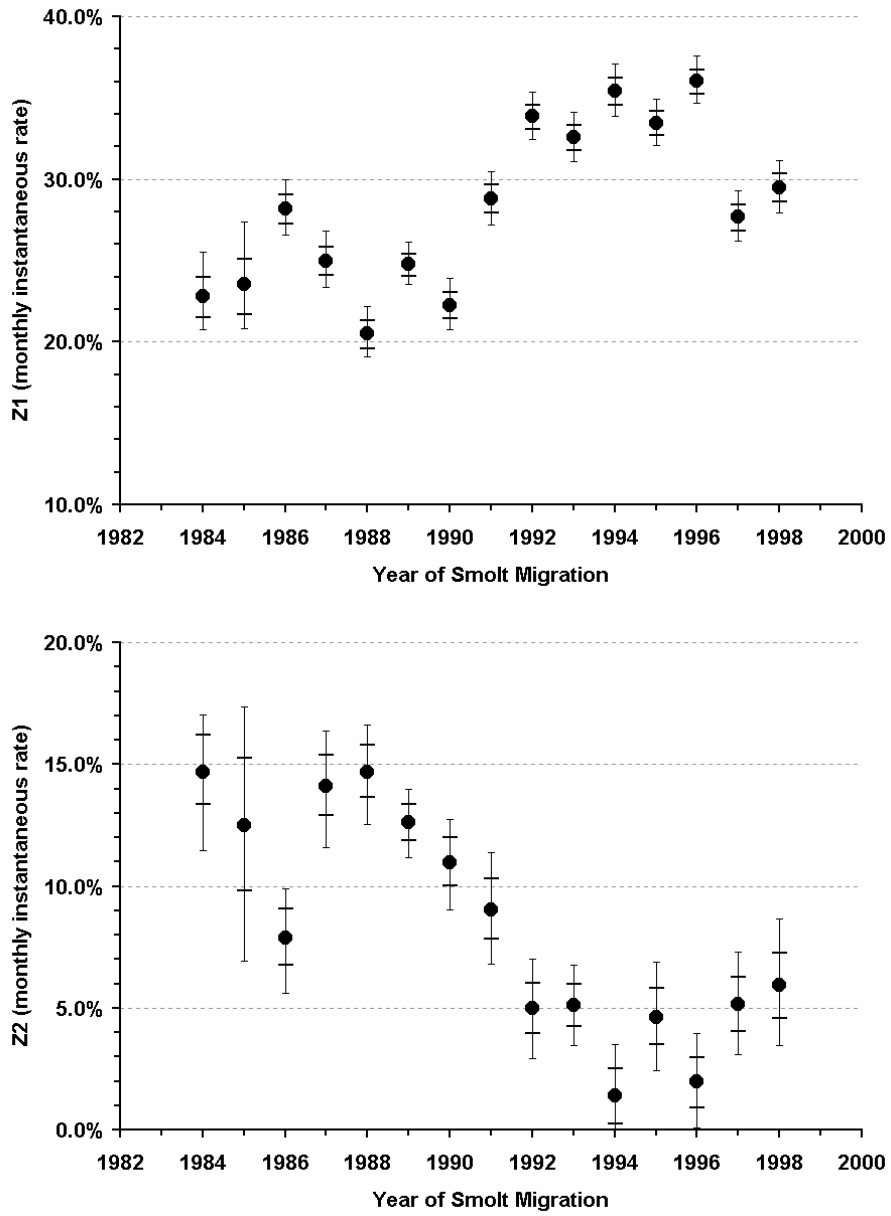 40.0%
30.0%
20.0%
10.0%
Z1 (monthly instantaneous rate)
1982 1984 1986 1988 1990 1992 1994 1996 1998 2000
Year of Smolt Migration
20.0%
15.0%
10.0%
5.0%
0.0%
Z2 (monthly instantaneous rate)
1982 1984 1986 1988 1990 1992 1994 1996 1998 2000
Year of Smolt Migration